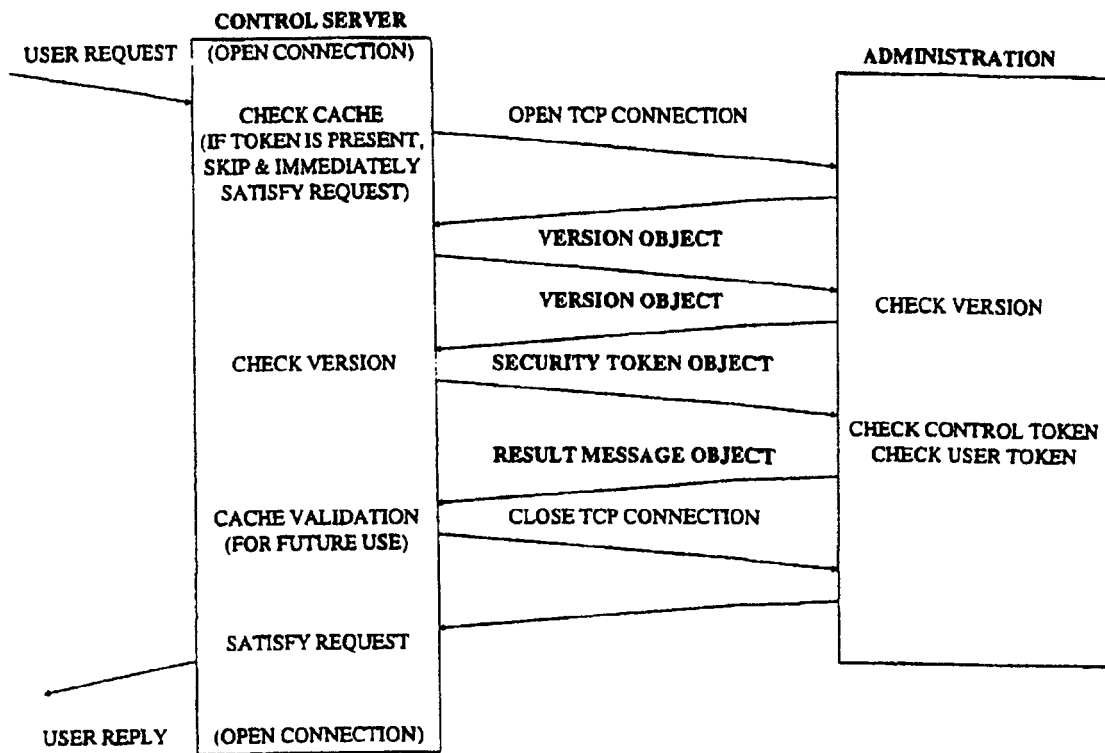 CONTROL SERVER
USER REQUEST
(OPEN CONNECTION)
ADMINISTRATION
CHECK CACHE
(IF TOKEN IS PRESENT,
SKIP & IMMEDIATELY
SATISFY REQUEST)
OPEN TCP CONNECTION
VERSION OBJECT
VERSION OBJECT
CHECK VERSION
CHECK VERSION
SECURITY TOKEN OBJECT
CHECK CONTROL TOKEN
CHECK USER TOKEN
RESULT MESSAGE OBJECT
CACHE VALIDATION
(FOR FUTURE USE)
CLOSE TCP CONNECTION
SATISFY REQUEST
USER REPLY
(OPEN CONNECTION)